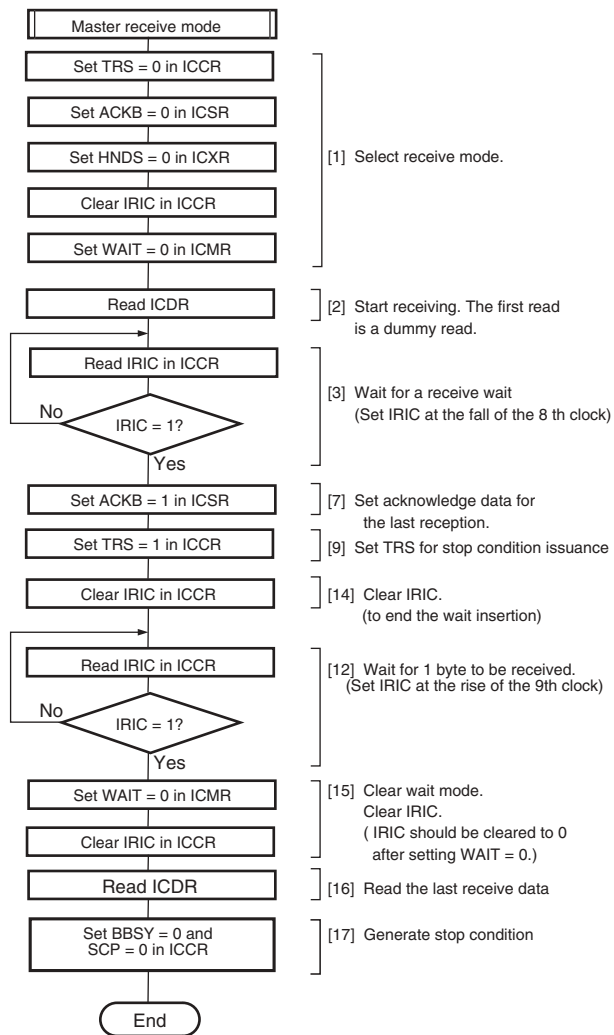 Master receive mode
Set TRS = 0 in ICCR
Set ACKB = 0 in ICSR
Set HNDS = 0 in ICXR
[1] Select receive mode.
Clear IRIC in ICCR
Set WAIT = 0 in ICMR
Read ICDR
[2] Start receiving. The first read
is a dummy read.
Read IRIC in ICCR
[3] Wait for a receive wait
(Set IRIC at the fall of the 8 th clock)
No
IRIC = 1?
Yes
Set ACKB = 1 in ICSR
[7] Set acknowledge data for
the last reception.
Set TRS = 1 in ICCR
[9] Set TRS for stop condition issuance
Clear IRIC in ICCR
[14] Clear IRIC.
(to end the wait insertion)
Read IRIC in ICCR
[12] Wait for 1 byte to be received.
(Set IRIC at the rise of the 9th clock)
No
IRIC = 1?
Yes
Set WAIT = 0 in ICMR
[15] Clear wait mode.
Clear IRIC.
( IRIC should be cleared to 0
after setting WAIT = 0.)
Clear IRIC in ICCR
Read ICDR
[16] Read the last receive data
Set BBSY = 0 and
SCP = 0 in ICCR
[17] Generate stop condition
End